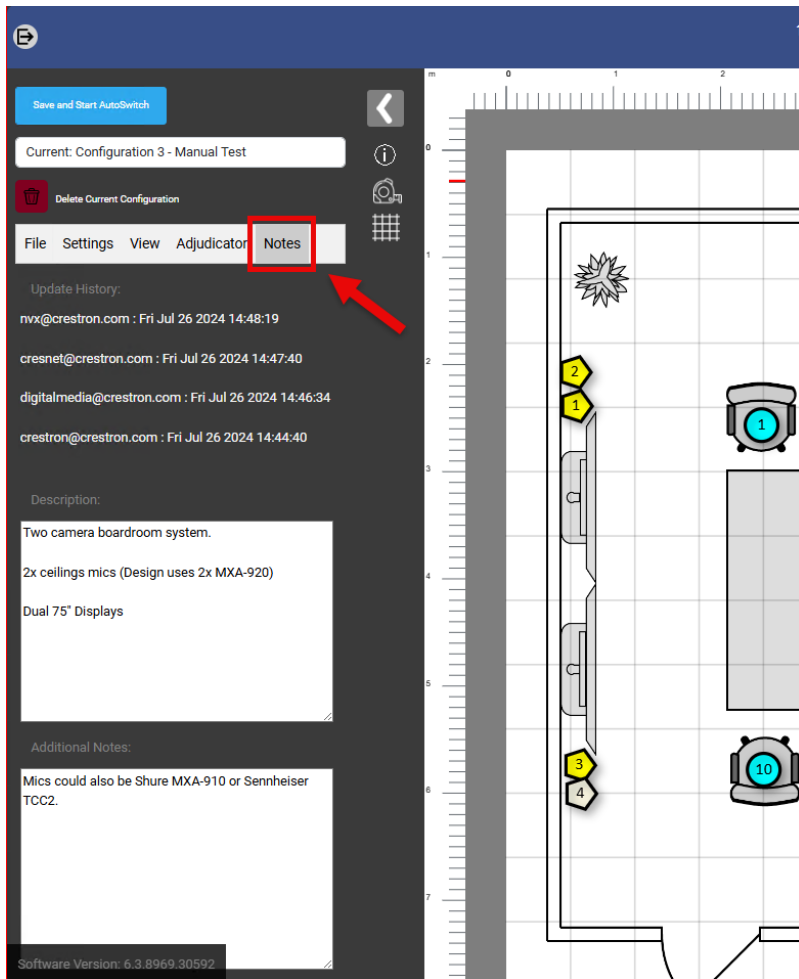 Save and Start AutoSwitch
Current: Configuration 3 - Manual Test
Delete Current Configuration
File Settings View Adjudicator Notes
Update History:
nvx@crestron.com : Fri Jul 26 2024 14:48:19
cresnet@crestron.com : Fri Jul 26 2024 14:47:40
digitalmedia@crestron.com : Fri Jul 26 2024 14:46:34
crestron@crestron.com : Fri Jul 26 2024 14:44:40
Description:
Two camera boardroom system.
2x ceilings mics (Design uses 2x MXA-920)
Dual 75" Displays
Additional Notes:
Mics could also be Shure MXA-910 or Sennheiser
TCC2.
Software Version: 6.3.8969.30592
m 0 1 2
0
1
2
3
4
5
6
7
2
1
1
3
4
10